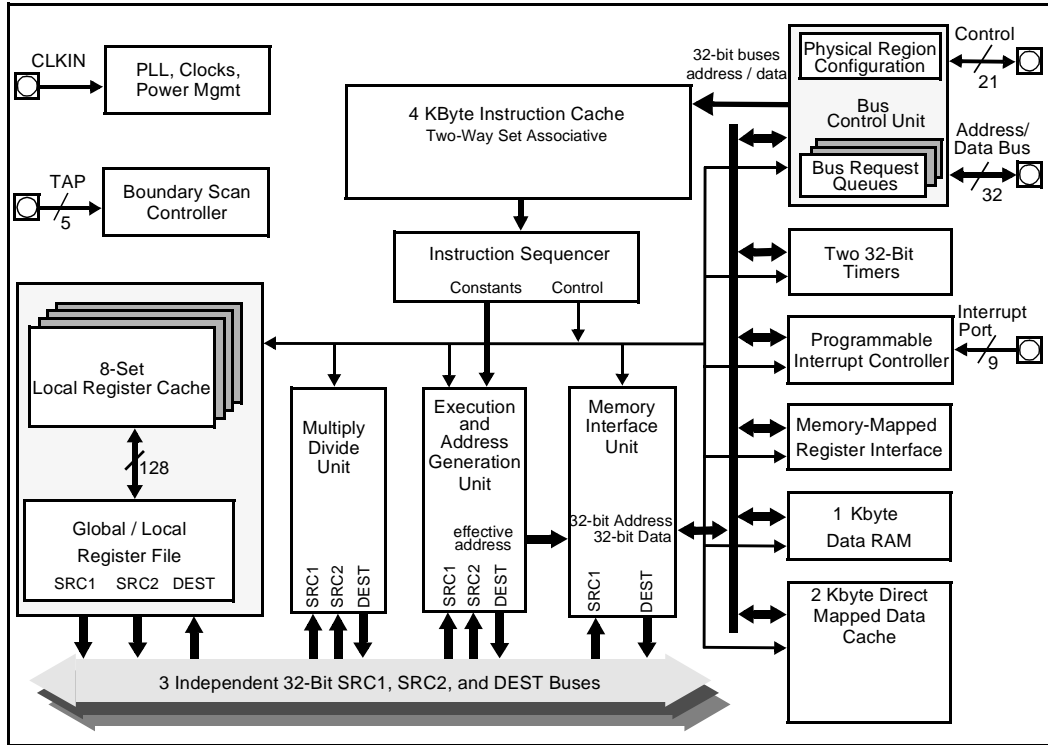 CLKIN
PLL, Clocks,
Power Mgmt
TAP
5
Boundary Scan
Controller
4 KByte Instruction Cache
Two-Way Set Associative
32-bit buses
address / data
Physical Region
Configuration
Bus
Control Unit
Bus Request
Queues
Control
21
Address/
Data Bus
32
Instruction Sequencer
Constants
Control
Two 32-Bit
Timers
Programmable
Interrupt Controller
Interrupt
Port
9
8-Set
Local Register Cache
128
Global / Local
Register File
SRC1
SRC2
DEST
Multiply
Divide
Unit
SRC1
SRC2
DEST
Execution
and
Address
Generation
Unit
effective
address
SRC1
SRC2
DEST
Memory
Interface
Unit
32-bit Address
32-bit Data
SRC1
DEST
Memory-Mapped
Register Interface
1 Kbyte
Data RAM
2 Kbyte Direct
Mapped Data
Cache
3 Independent 32-Bit SRC1, SRC2, and DEST Buses